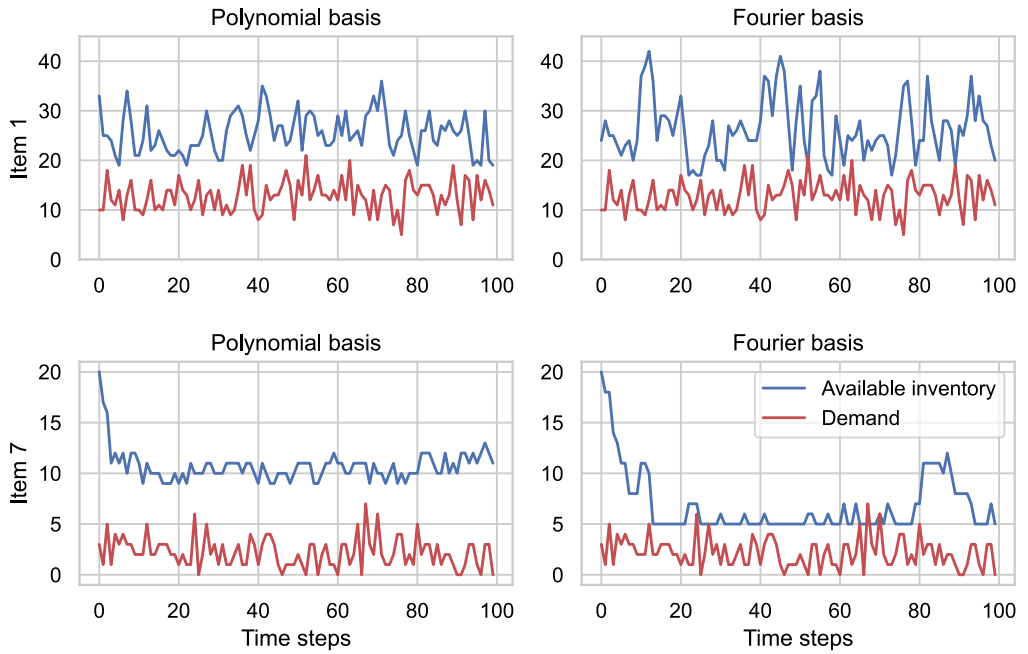 Polynomial basis
Fourier basis
Item 1
40
30
20
10
0
0 20 40 60 80 100
40
30
20
10
0
0 20 40 60 80 100
Polynomial basis
Fourier basis
Item 7
20
15
10
5
0
0 20 40 60 80 100
Time steps
20
15
10
5
0
Available inventory
Demand
0 20 40 60 80 100
Time steps